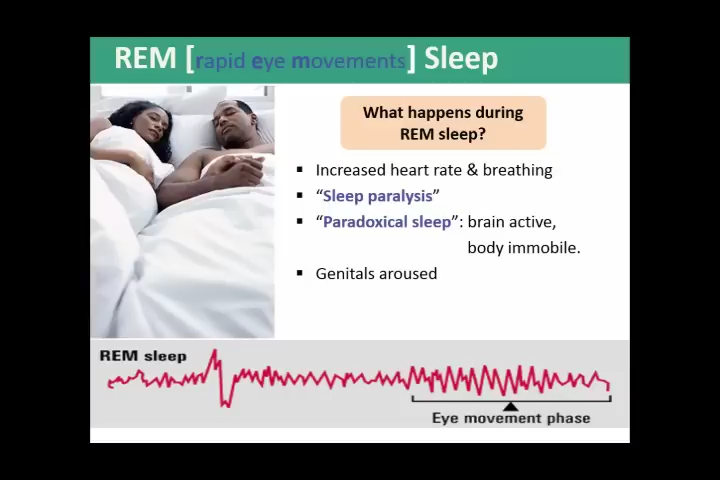 REM [rapid eye movements] Sleep
What happens during
REM sleep?
▪ Increased heart rate & breathing
▪ “Sleep paralysis”
▪ “Paradoxical sleep”: brain active,
body immobile.
▪ Genitals aroused
REM sleep
Eye movement phase